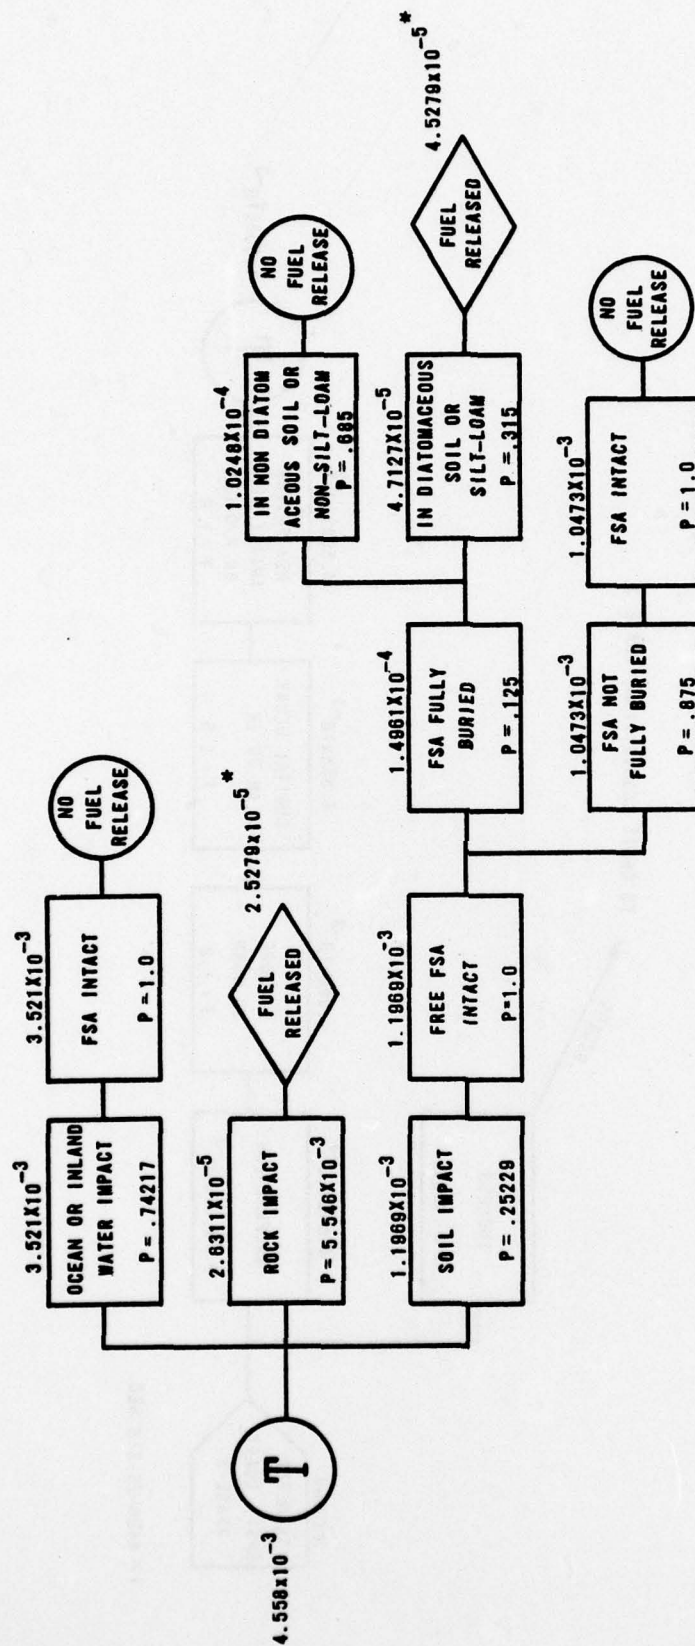 4.558x10-3
T
3.521X10-3
OCEAN OR INLAND
WATER IMPACT
P = .74217
3.521X10-3
FSA INTACT
P = 1.0
NO
FUEL
RELEASE
2.6311X10-5
ROCK IMPACT
P = 5.546X10-3
FUEL
RELEASED
2.5279x10-5*
1.1969X10-3
SOIL IMPACT
P = .25229
1.1969X10-3
FREE FSA
INTACT
P=1.0
1.4961X10-4
FSA FULLY
BURIED
P = .125
1.0248X10-4
IN NON DIATOM
ACEOUS SOIL OR
NON-SILT-LOAM
P = .685
NO
FUEL
RELEASE
4.7127X10-5
IN DIATOMACEOUS
SOIL OR
SILT-LOAM
P = .315
FUEL
RELEASED
4.5279x10-5*
1.0473X10-3
FSA NOT
FULLY BURIED
P = .875
1.0473X10-3
FSA INTACT
P = 1.0
NO
FUEL
RELEASE